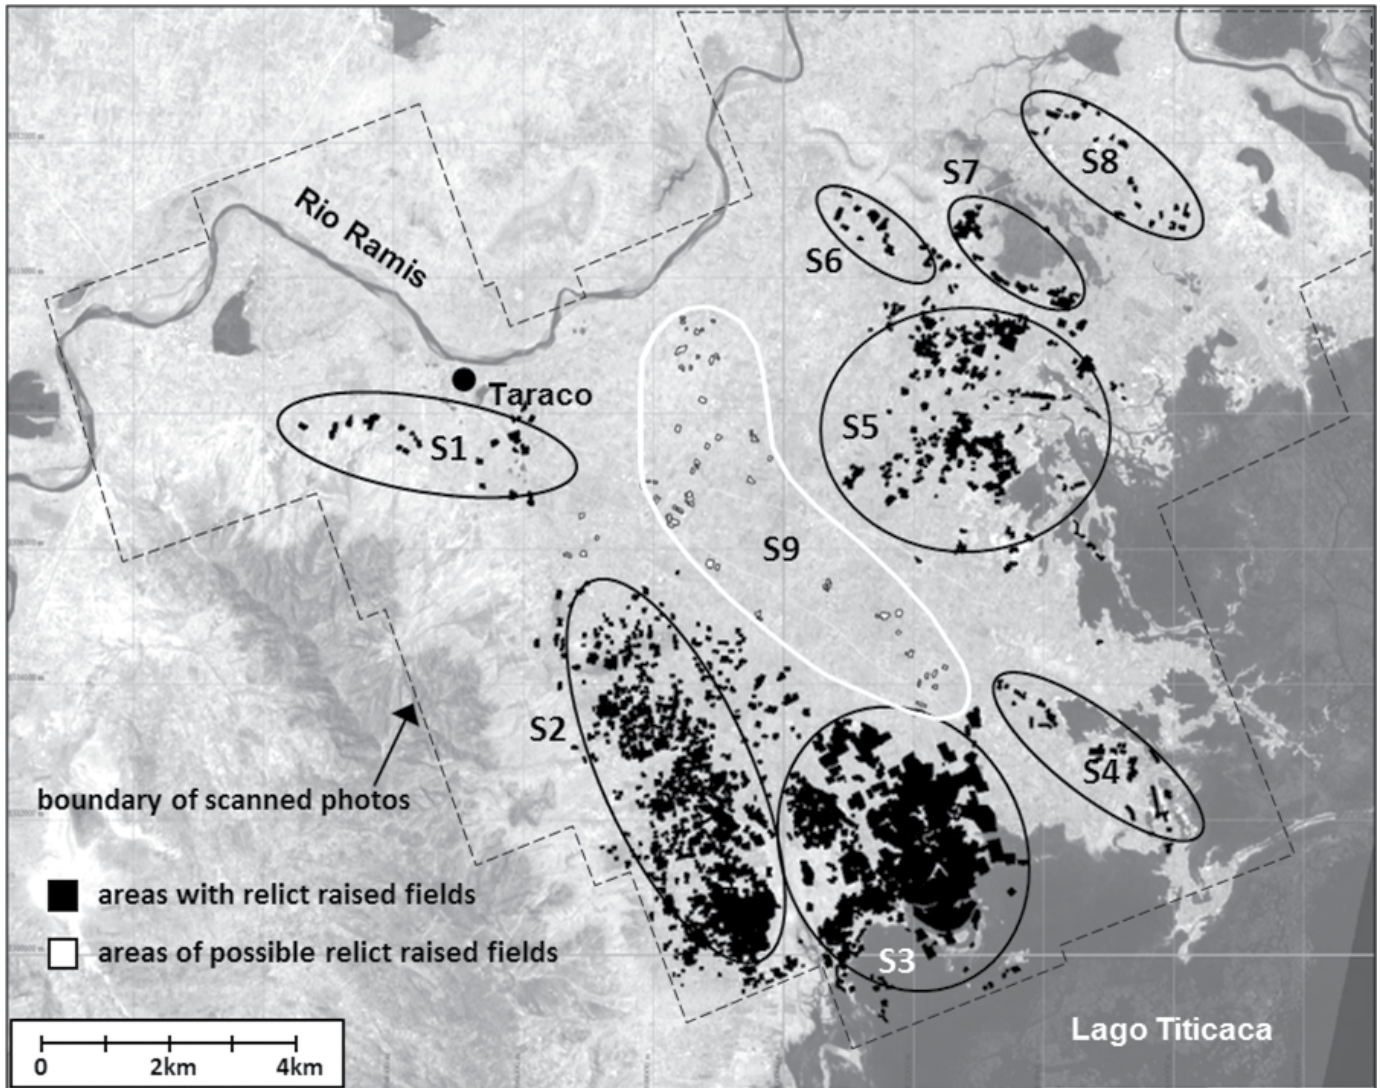 S8
S7
Rio Ramis
S6
Taraco
S5
S1
S9
S2
S4
boundary of scanned photos
areas with relict raised fields
areas of possible relict raised fields
S3
Lago Titicaca
0 2km 4km